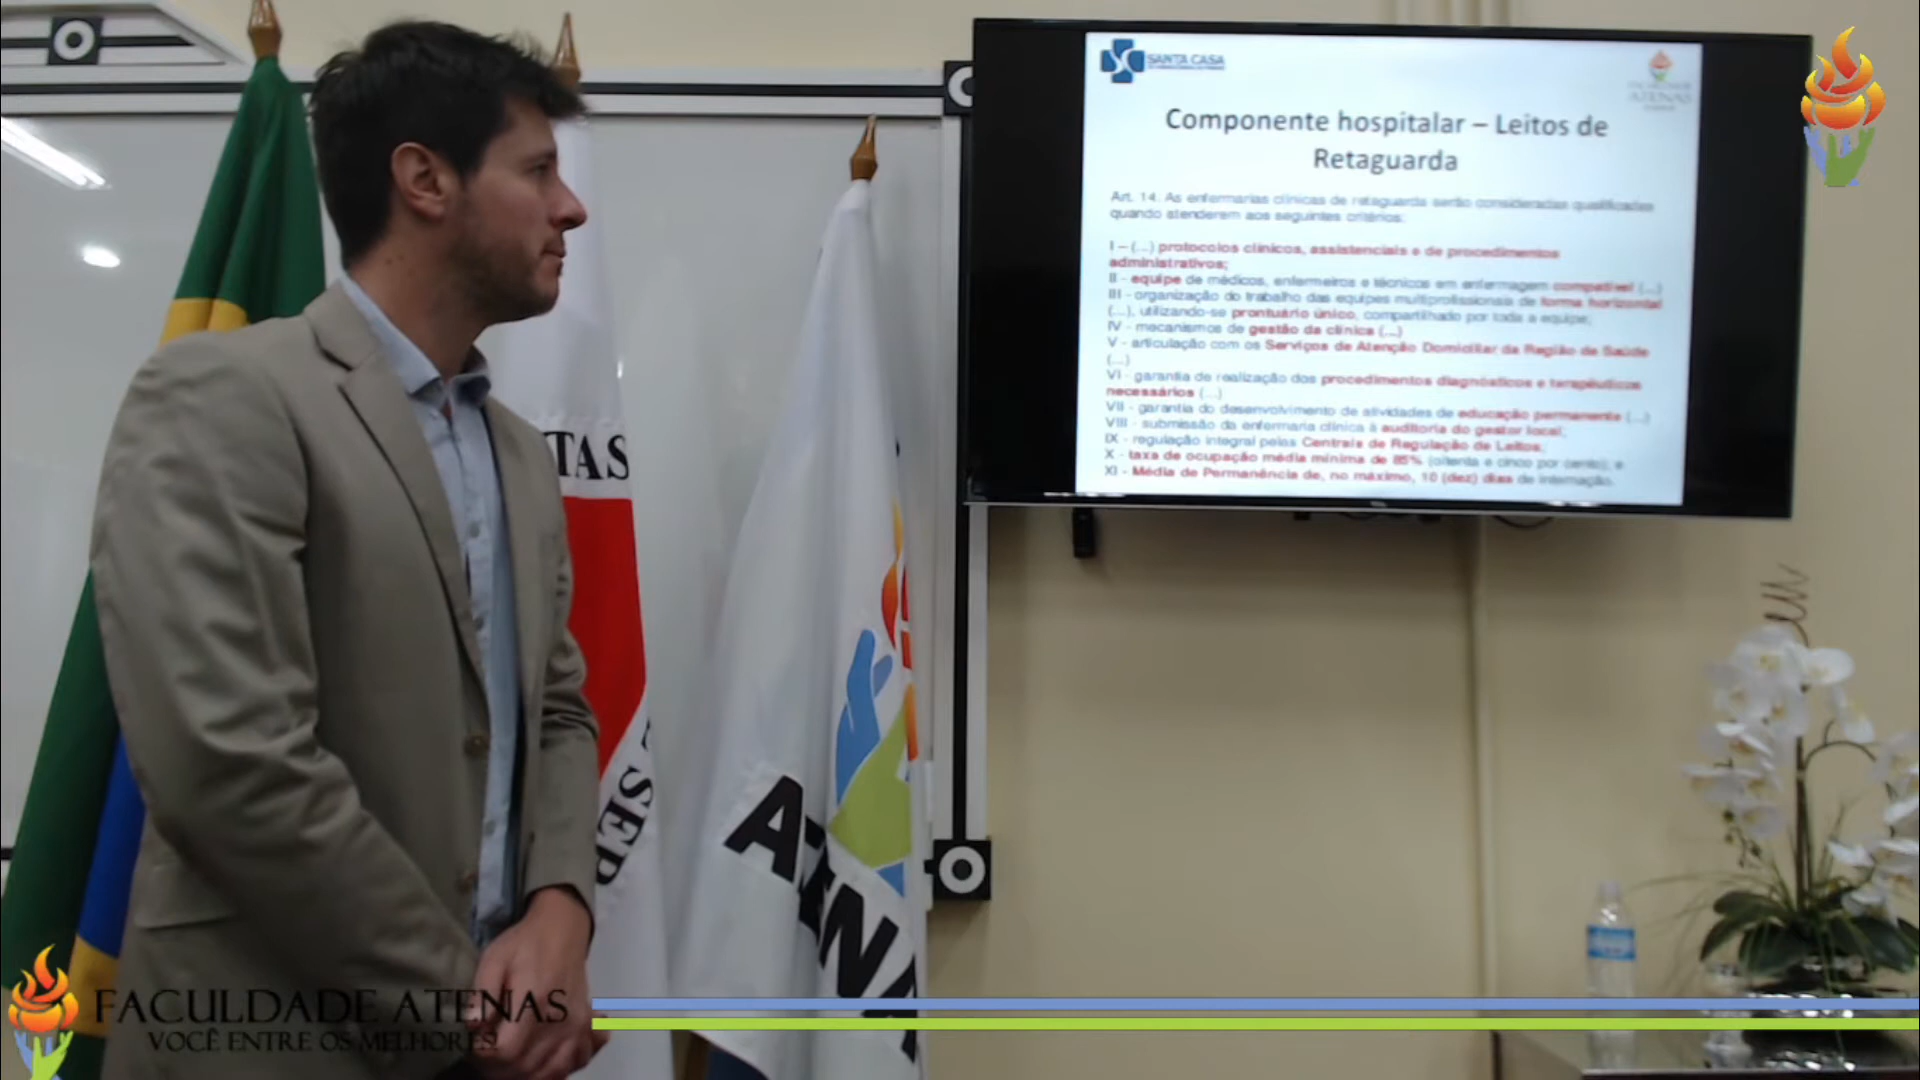 SANTA CASA
ATENAS
Componente hospitalar – Leitos de
Retaguarda
Art. 14. As enfermarias clínicas de retaguarda serão consideradas qualificadas
quando atenderem aos seguintes critérios:
I – (...) protocolos clínicos, assistenciais e de procedimentos
administrativos;
II - equipe de médicos, enfermeiros e técnicos em enfermagem compatível (...)
III - organização do trabalho das equipes multiprofissionais de forma horizontal
(...), utilizando-se prontuário único, compartilhado por toda a equipe;
IV - mecanismos de gestão da clínica (...)
V - articulação com os Serviços de Atenção Domiciliar da Região de Saúde
(...)
VI - garantia de realização dos procedimentos diagnósticos e terapêuticos
necessários (...)
VII - garantia do desenvolvimento de atividades de educação permanente (...)
VIII - submissão da enfermaria clínica à auditoria do gestor local;
IX - regulação integral pelas Centrais de Regulação de Leitos;
X - taxa de ocupação média mínima de 85% (oitenta e cinco por cento); e
XI - Média de Permanência de, no máximo, 10 (dez) dias de internação.
TAS
SER
ATENA
FACULDADE ATENAS
VOCÊ ENTRE OS MELHORES!